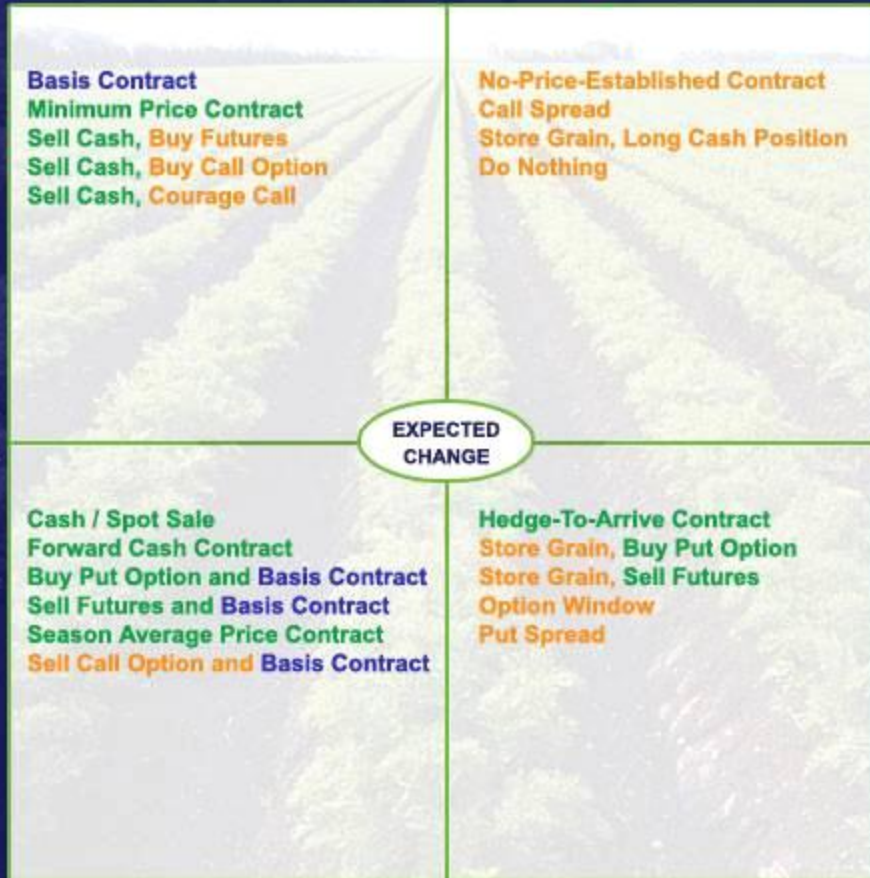 Basis Contract
Minimum Price Contract
Sell Cash, Buy Futures
Sell Cash, Buy Call Option
Sell Cash, Courage Call
No-Price-Established Contract
Call Spread
Store Grain, Long Cash Position
Do Nothing
EXPECTED
CHANGE
Cash / Spot Sale
Forward Cash Contract
Buy Put Option and Basis Contract
Sell Futures and Basis Contract
Season Average Price Contract
Sell Call Option and Basis Contract
Hedge-To-Arrive Contract
Store Grain, Buy Put Option
Store Grain, Sell Futures
Option Window
Put Spread